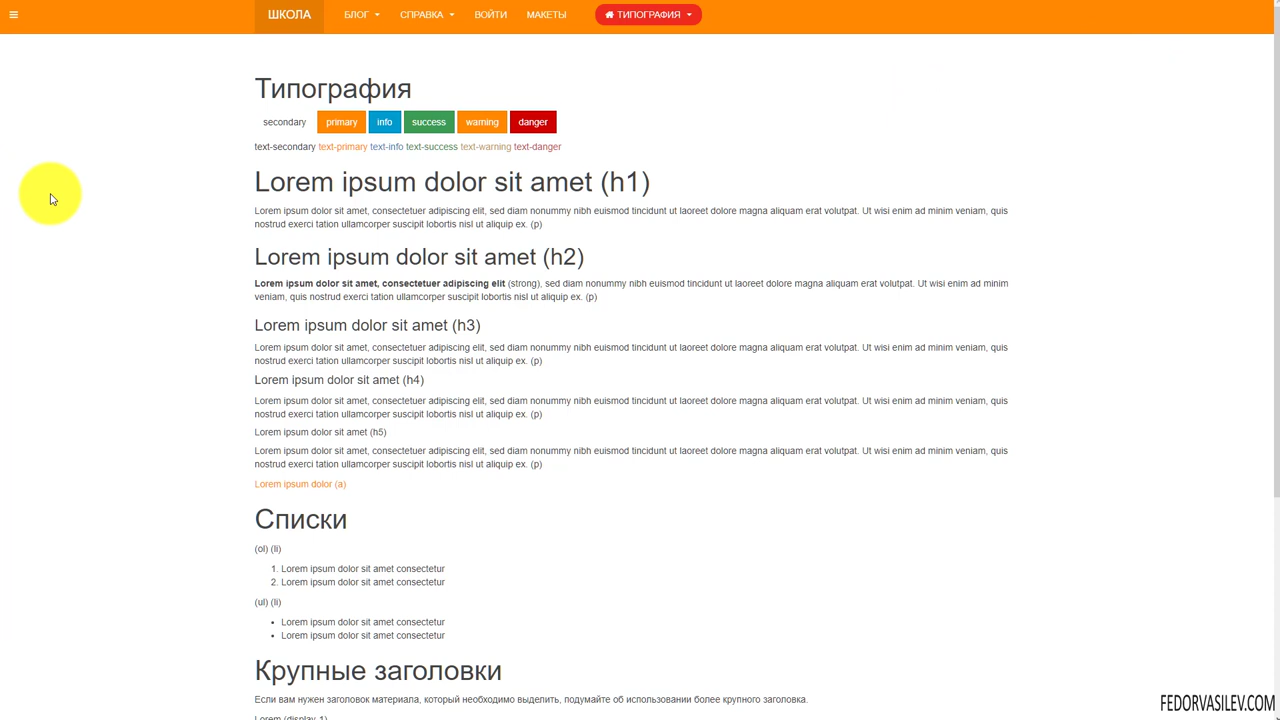 ШКОЛА БЛОГ СПРАВКА ВОЙТИ МАКЕТЫ ТИПОГРАФИЯ
Типография
secondary primary info success warning danger
text-secondary text-primary text-info text-success text-warning text-danger
Lorem ipsum dolor sit amet (h1)
Lorem ipsum dolor sit amet, consectetuer adipiscing elit, sed diam nonummy nibh euismod tincidunt ut laoreet dolore magna aliquam erat volutpat. Ut wisi enim ad minim veniam, quis
nostrud exerci tation ullamcorper suscipit lobortis nisl ut aliquip ex. (p)
Lorem ipsum dolor sit amet (h2)
Lorem ipsum dolor sit amet, consectetuer adipiscing elit (strong), sed diam nonummy nibh euismod tincidunt ut laoreet dolore magna aliquam erat volutpat. Ut wisi enim ad minim
veniam, quis nostrud exerci tation ullamcorper suscipit lobortis nisl ut aliquip ex. (p)
Lorem ipsum dolor sit amet (h3)
Lorem ipsum dolor sit amet, consectetuer adipiscing elit, sed diam nonummy nibh euismod tincidunt ut laoreet dolore magna aliquam erat volutpat. Ut wisi enim ad minim veniam, quis
nostrud exerci tation ullamcorper suscipit lobortis nisl ut aliquip ex. (p)
Lorem ipsum dolor sit amet (h4)
Lorem ipsum dolor sit amet, consectetuer adipiscing elit, sed diam nonummy nibh euismod tincidunt ut laoreet dolore magna aliquam erat volutpat. Ut wisi enim ad minim veniam, quis
nostrud exerci tation ullamcorper suscipit lobortis nisl ut aliquip ex. (p)
Lorem ipsum dolor sit amet (h5)
Lorem ipsum dolor sit amet, consectetuer adipiscing elit, sed diam nonummy nibh euismod tincidunt ut laoreet dolore magna aliquam erat volutpat. Ut wisi enim ad minim veniam, quis
nostrud exerci tation ullamcorper suscipit lobortis nisl ut aliquip ex. (p)
Lorem ipsum dolor (a)
Списки
(ol) (li)
1. Lorem ipsum dolor sit amet consectetur
2. Lorem ipsum dolor sit amet consectetur
(ul) (li)
• Lorem ipsum dolor sit amet consectetur
• Lorem ipsum dolor sit amet consectetur
Крупные заголовки
Если вам нужен заголовок материала, который необходимо выделить, подумайте об использовании более крупного заголовка.
Lorem (display-1)
FEDORVASILEV.COM